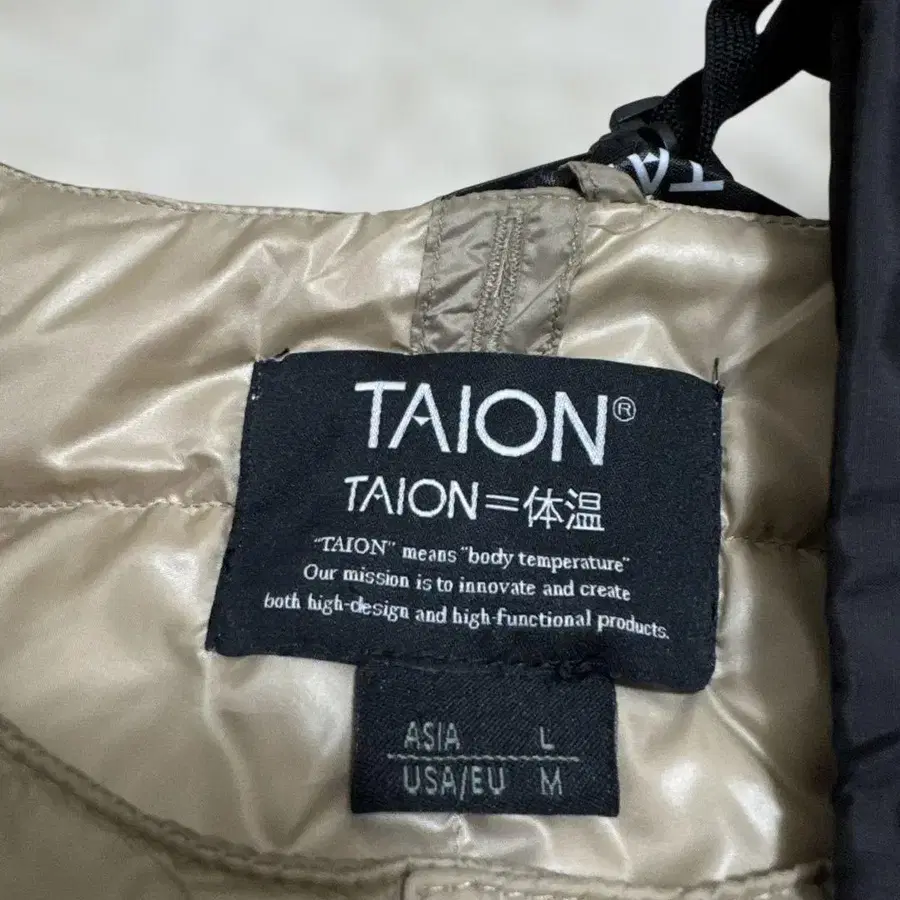 TAI
TAION®
TAION=体温
"TAION" means "body temperature"
Our mission is to innovate and create
both high-design and high-functional products.
ASIA L
USA/EU M